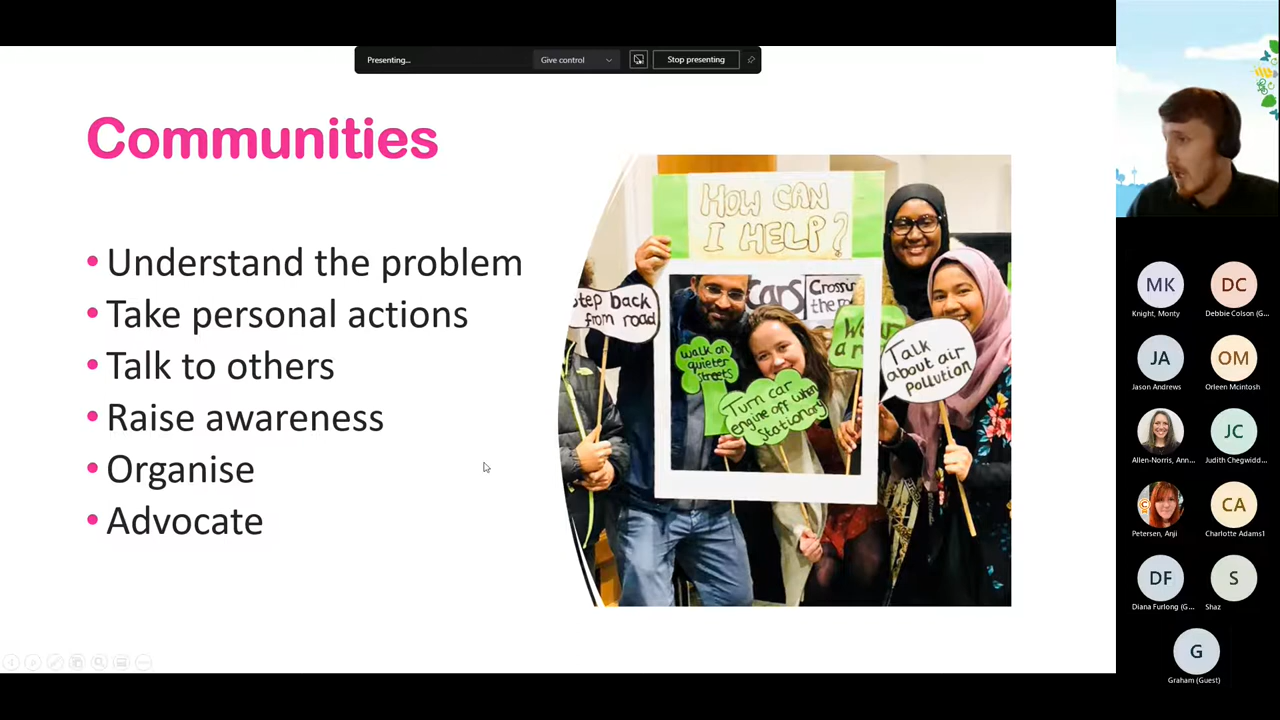 Presenting...
Give control
Stop presenting
Communities
• Understand the problem
• Take personal actions
• Talk to others
• Raise awareness
• Organise
• Advocate
HOW CAN
I HELP?
step back
from road
cars
Crossing
the
walk on
quieter
streets
Turn car
engine off when
stationary
Talk
about air
pollution
MK
Knight, Monty
DC
Debbie Colson (G...
JA
Jason Andrews
OM
Orleen Mcintosh
Allen-Norris, Ann...
JC
Judith Chegwidd...
Petersen, Anji
CA
Charlotte Adams1
DF
Diana Furlong (G...
S
Shaz
G
Graham (Guest)